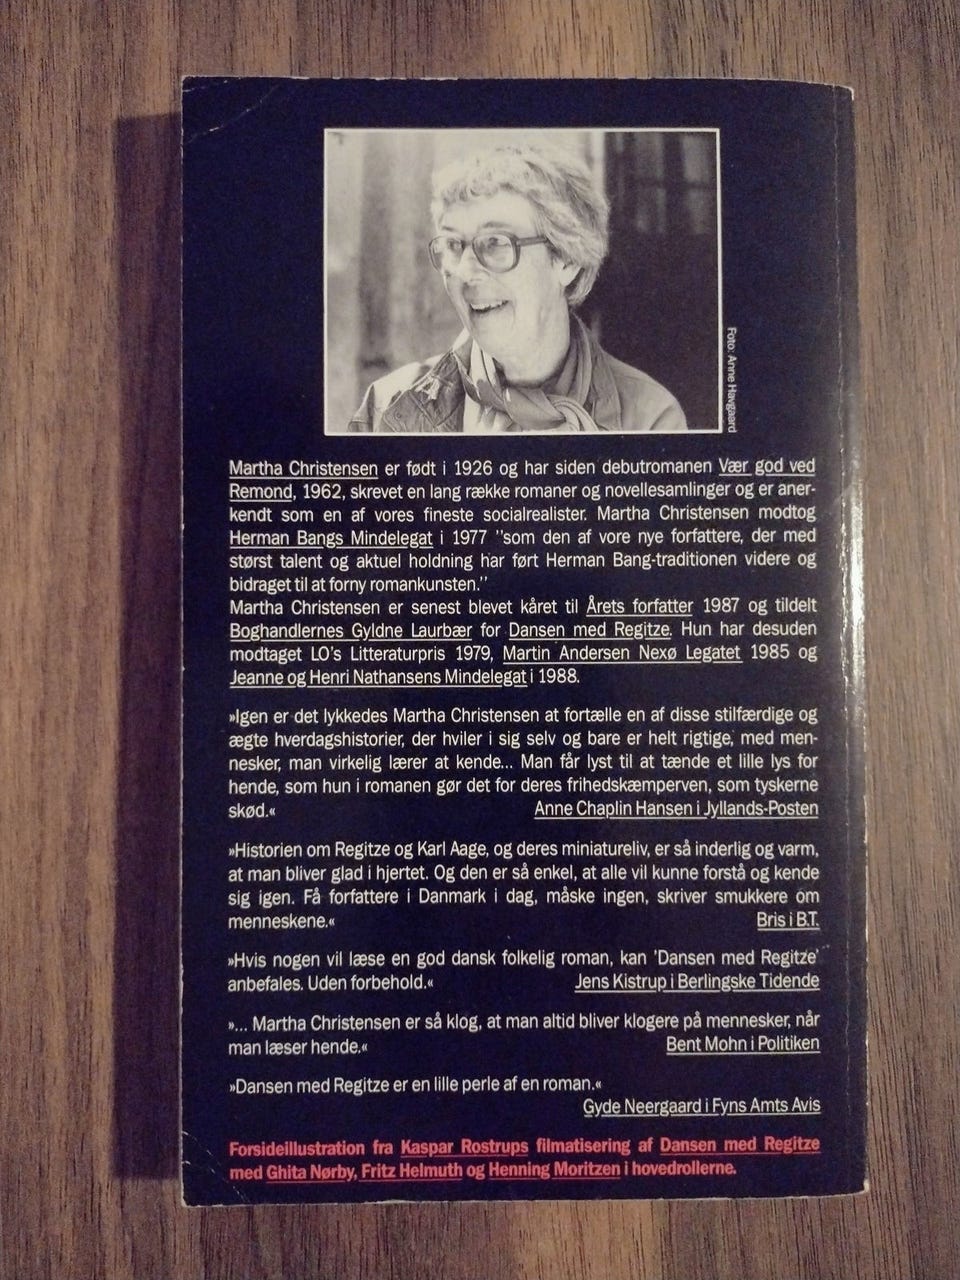 Foto: Anne Havgaard
Martha Christensen er født i 1926 og har siden debutromanen Vær god ved
Remond, 1962, skrevet en lang række romaner og novellesamlinger og er aner-
kendt som en af vores fineste socialrealister. Martha Christensen modtog
Herman Bangs Mindelegat i 1977 ''som den af vore nye forfattere, der med
størst talent og aktuel holdning har ført Herman Bang-traditionen videre og
bidraget til at forny romankunsten.''
Martha Christensen er senest blevet kåret til Årets forfatter 1987 og tildelt
Boghandlernes Gyldne Laurbær for Dansen med Regitze. Hun har desuden
modtaget LO's Litteraturpris 1979, Martin Andersen Nexø Legatet 1985 og
Jeanne og Henri Nathansens Mindelegat i 1988.
»Igen er det lykkedes Martha Christensen at fortælle en af disse stilfærdige og
ægte hverdagshistorier, der hviler i sig selv og bare er helt rigtige, med men-
nesker, man virkelig lærer at kende... Man får lyst til at tænde et lille lys for
hende, som hun i romanen gør det for deres frihedskæmperven, som tyskerne
skød.« Anne Chaplin Hansen i Jyllands-Posten
»Historien om Regitze og Karl Aage, og deres miniatureliv, er så inderlig og varm,
at man bliver glad i hjertet. Og den er så enkel, at alle vil kunne forstå og kende
sig igen. Få forfattere i Danmark i dag, måske ingen, skriver smukkere om
menneskene.« Bris i B.T.
»Hvis nogen vil læse en god dansk folkelig roman, kan 'Dansen med Regitze'
anbefales. Uden forbehold.« Jens Kistrup i Berlingske Tidende
»... Martha Christensen er så klog, at man altid bliver klogere på mennesker, når
man læser hende.« Bent Mohn i Politiken
»Dansen med Regitze er en lille perle af en roman.«
Gyde Neergaard i Fyns Amts Avis
Forsideillustration fra Kaspar Rostrups filmatisering af Dansen med Regitze
med Ghita Nørby, Fritz Helmuth og Henning Moritzen i hovedrollerne.